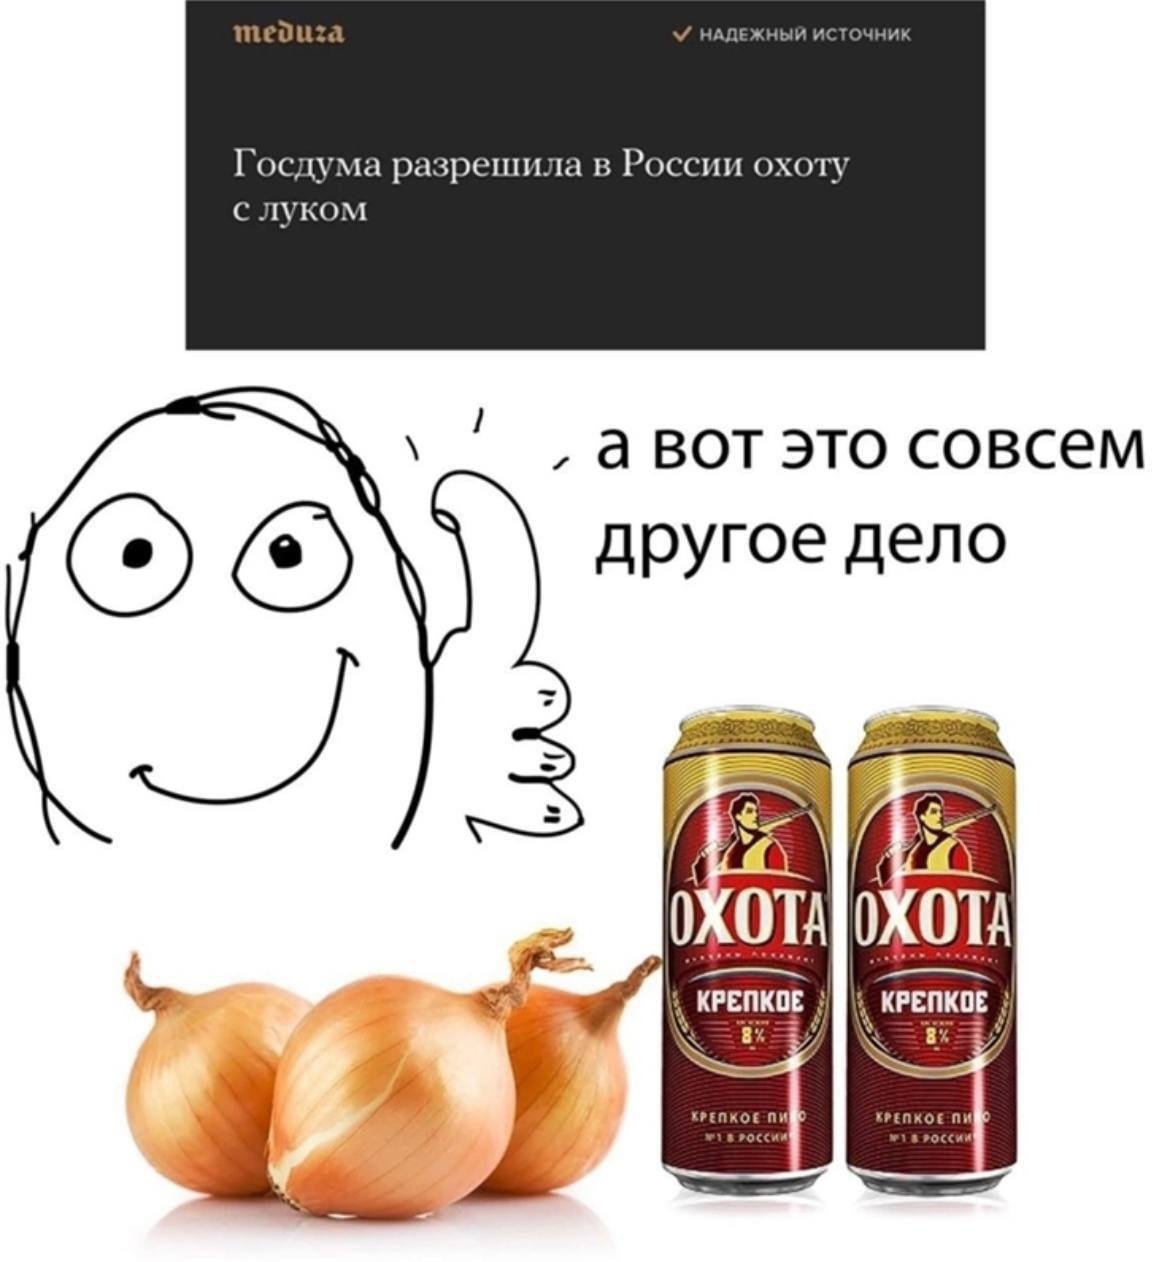 meduza
НАДЕЖНЫЙ ИСТОЧНИК
Госдума разрешила в России охоту
с луком
а вот это совсем
другое дело
ОХОТА
КРЕПКОЕ
8%
КРЕПКОЕ ПИВО
№1 В РОССИИ
ОХОТА
КРЕПКОЕ
8%
КРЕПКОЕ ПИВО
№1 В РОССИИ